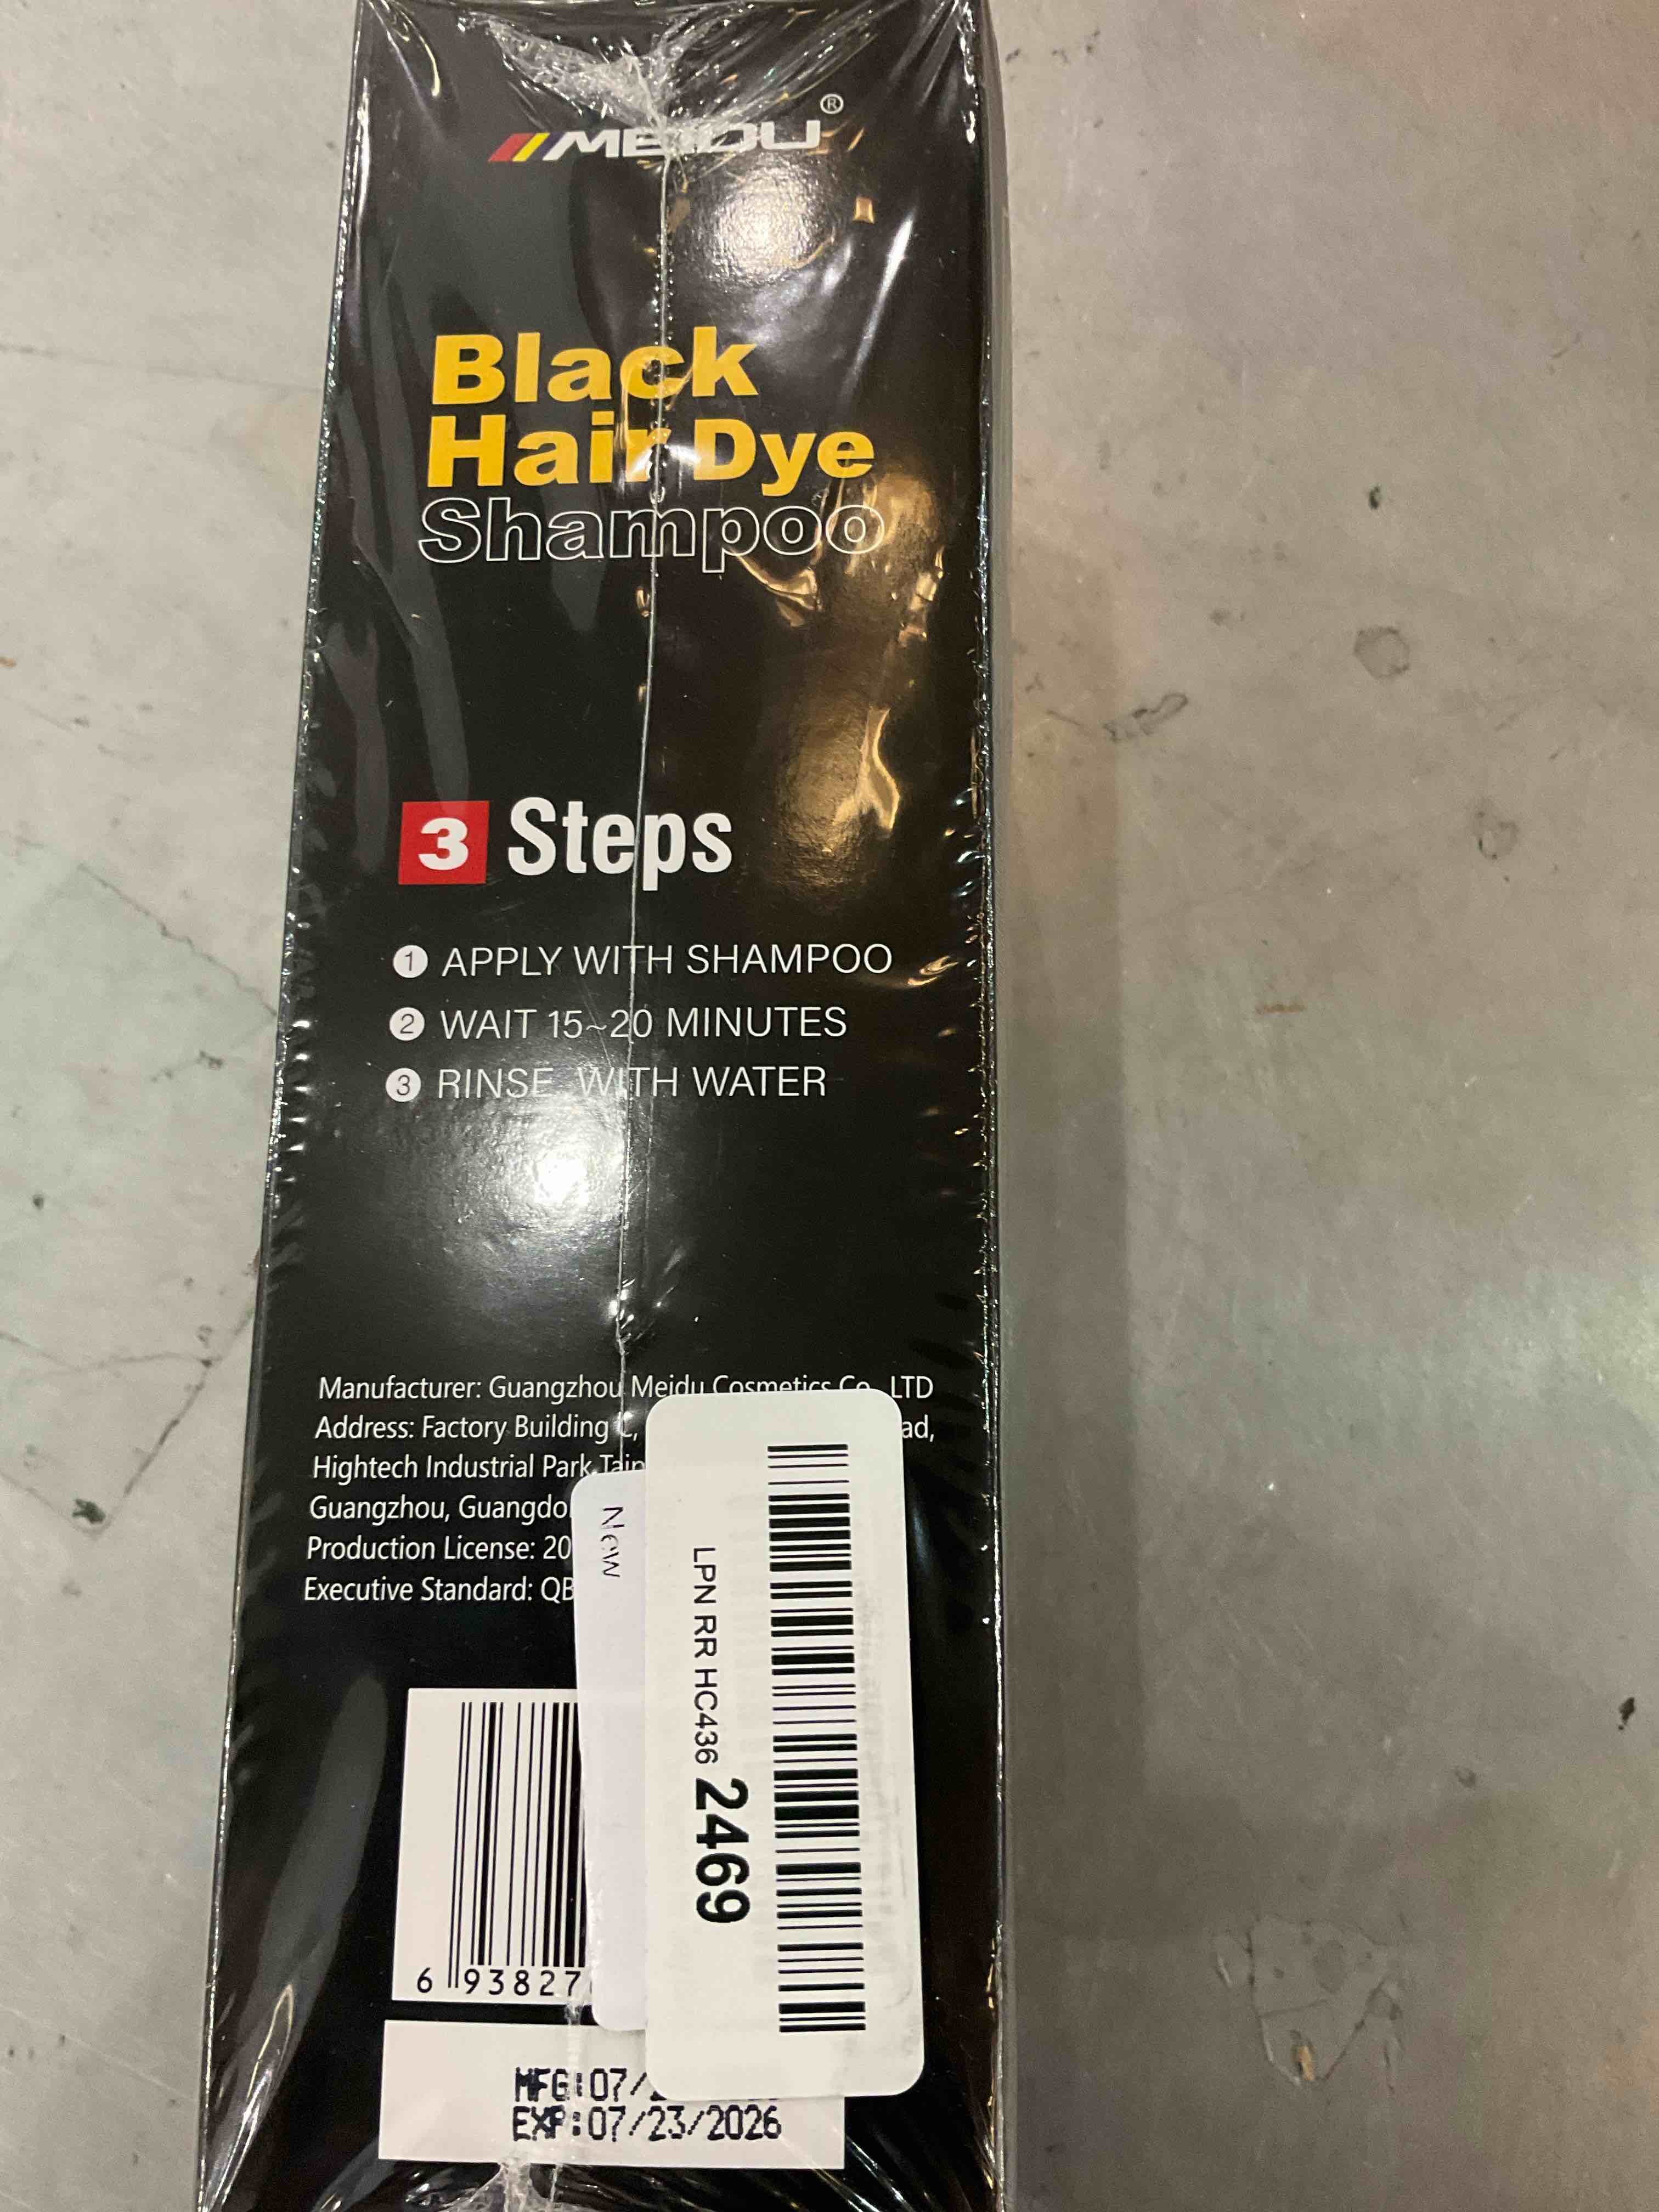 MEIDU®
Black
Hair Dye
Shampoo
3 Steps
1 APPLY WITH SHAMPOO
2 WAIT 15~20 MINUTES
3 RINSE WITH WATER
Manufacturer: Guangzhou Meidu Cosmetics Co., LTD
Address: Factory Building C,
Hightech Industrial Park
Guangzhou,
Production License: 20
Executive Standard: QB
New
LPN RR HC436 2469
6 93827
MFG:07/
EXP:07/23/2026